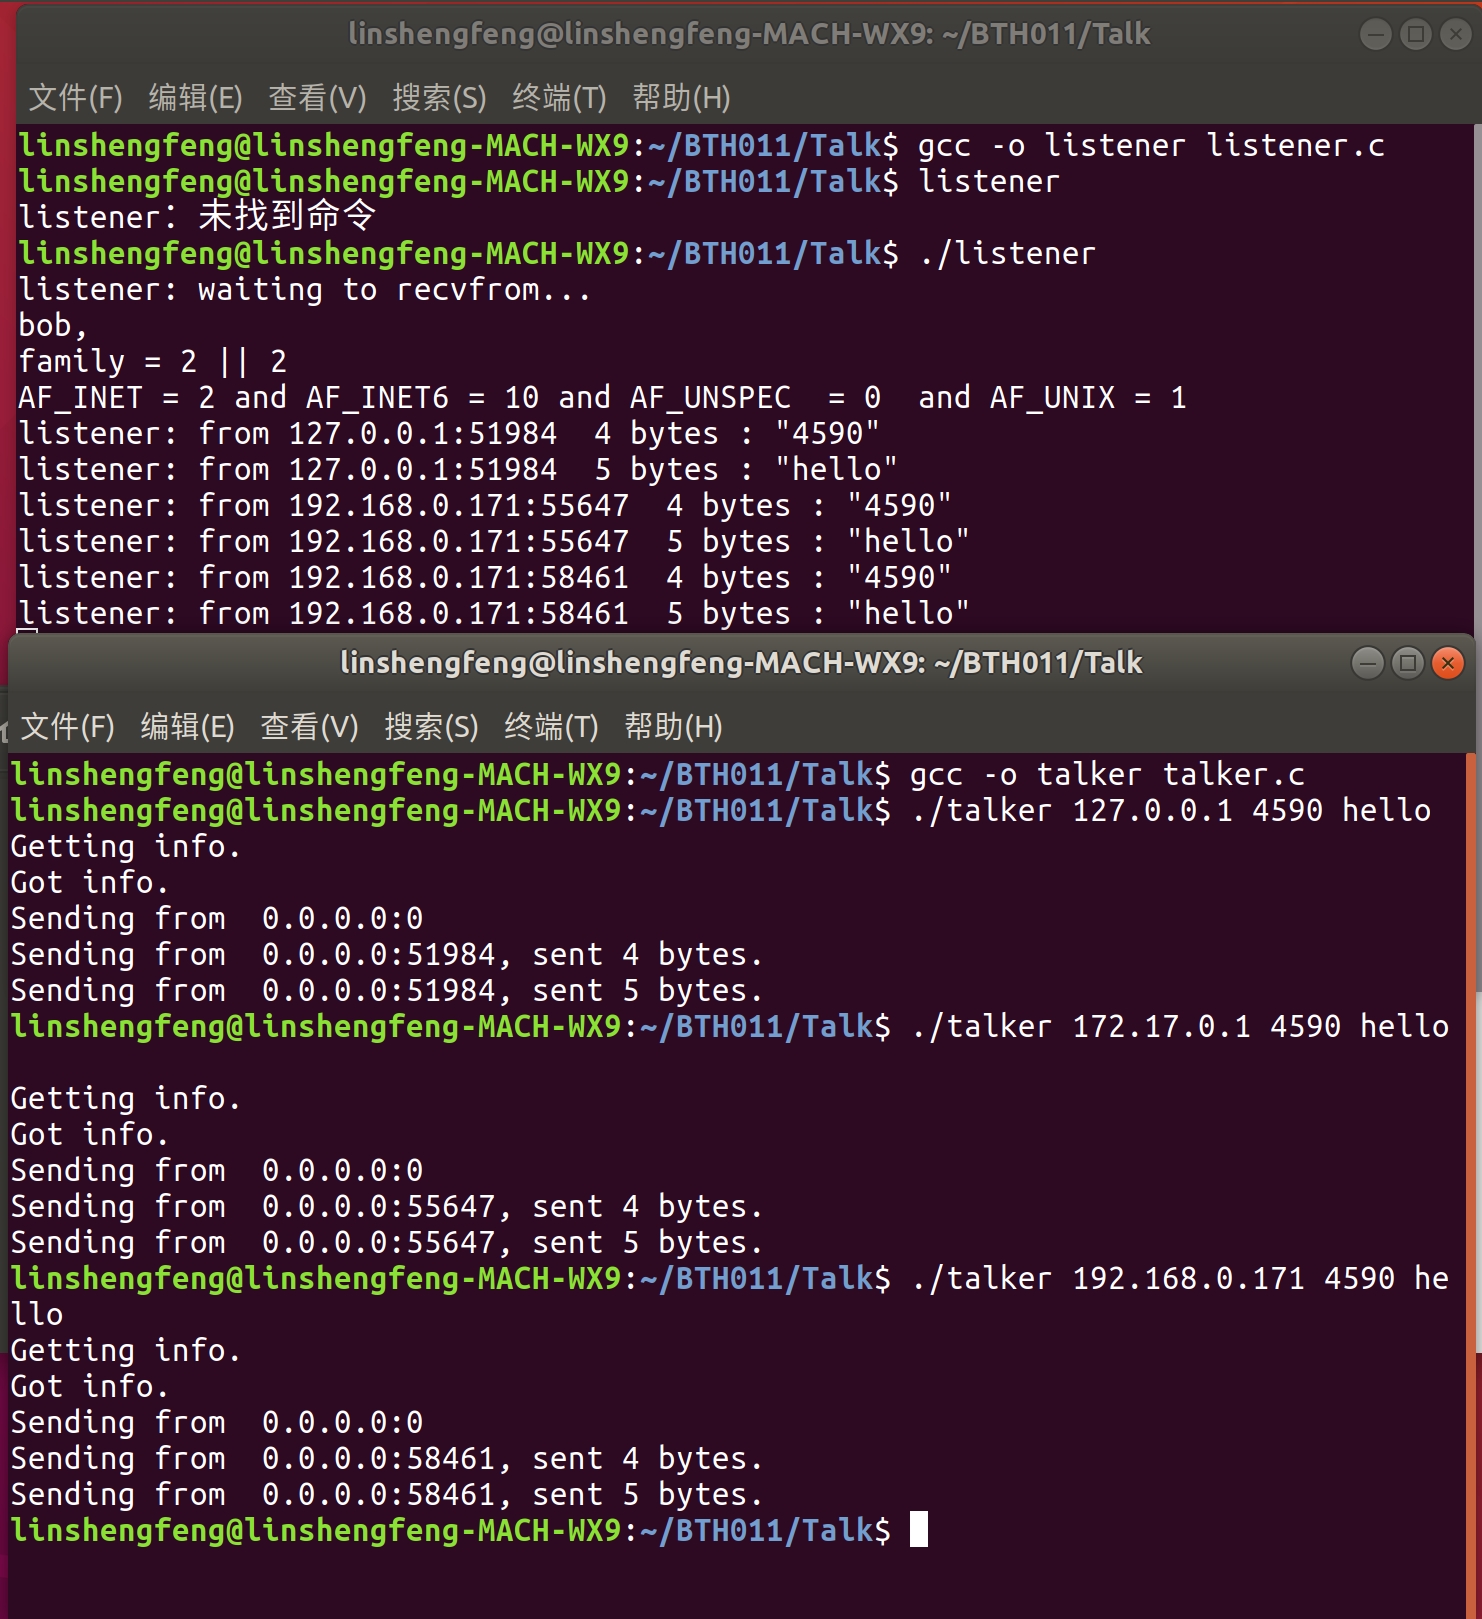 linshengfeng@linshengfeng-MACH-WX9: ~/BTH011/Talk
文件(F) 编辑(E) 查看(V) 搜索(S) 终端(T) 帮助(H)
linshengfeng@linshengfeng-MACH-WX9:~/BTH011/Talk$ gcc -o listener listener.c
linshengfeng@linshengfeng-MACH-WX9:~/BTH011/Talk$ listener
listener：未找到命令
linshengfeng@linshengfeng-MACH-WX9:~/BTH011/Talk$ ./listener
listener: waiting to recvfrom...
bob,
family = 2 || 2
AF_INET = 2 and AF_INET6 = 10 and AF_UNSPEC  = 0  and AF_UNIX = 1
listener: from 127.0.0.1:51984  4 bytes : "4590"
listener: from 127.0.0.1:51984  5 bytes : "hello"
listener: from 192.168.0.171:55647  4 bytes : "4590"
listener: from 192.168.0.171:55647  5 bytes : "hello"
listener: from 192.168.0.171:58461  4 bytes : "4590"
listener: from 192.168.0.171:58461  5 bytes : "hello"
linshengfeng@linshengfeng-MACH-WX9: ~/BTH011/Talk
文件(F) 编辑(E) 查看(V) 搜索(S) 终端(T) 帮助(H)
linshengfeng@linshengfeng-MACH-WX9:~/BTH011/Talk$ gcc -o talker talker.c
linshengfeng@linshengfeng-MACH-WX9:~/BTH011/Talk$ ./talker 127.0.0.1 4590 hello
Getting info.
Got info.
Sending from  0.0.0.0:0
Sending from  0.0.0.0:51984, sent 4 bytes.
Sending from  0.0.0.0:51984, sent 5 bytes.
linshengfeng@linshengfeng-MACH-WX9:~/BTH011/Talk$ ./talker 172.17.0.1 4590 hello
Getting info.
Got info.
Sending from  0.0.0.0:0
Sending from  0.0.0.0:55647, sent 4 bytes.
Sending from  0.0.0.0:55647, sent 5 bytes.
linshengfeng@linshengfeng-MACH-WX9:~/BTH011/Talk$ ./talker 192.168.0.171 4590 he
llo
Getting info.
Got info.
Sending from  0.0.0.0:0
Sending from  0.0.0.0:58461, sent 4 bytes.
Sending from  0.0.0.0:58461, sent 5 bytes.
linshengfeng@linshengfeng-MACH-WX9:~/BTH011/Talk$